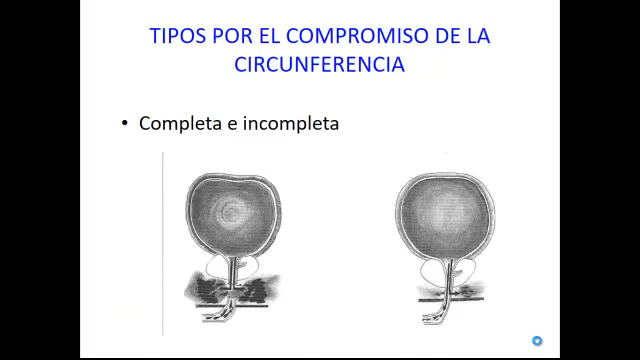 TIPOS POR EL COMPROMISO DE LA
CIRCUNFERENCIA
• Completa e incompleta